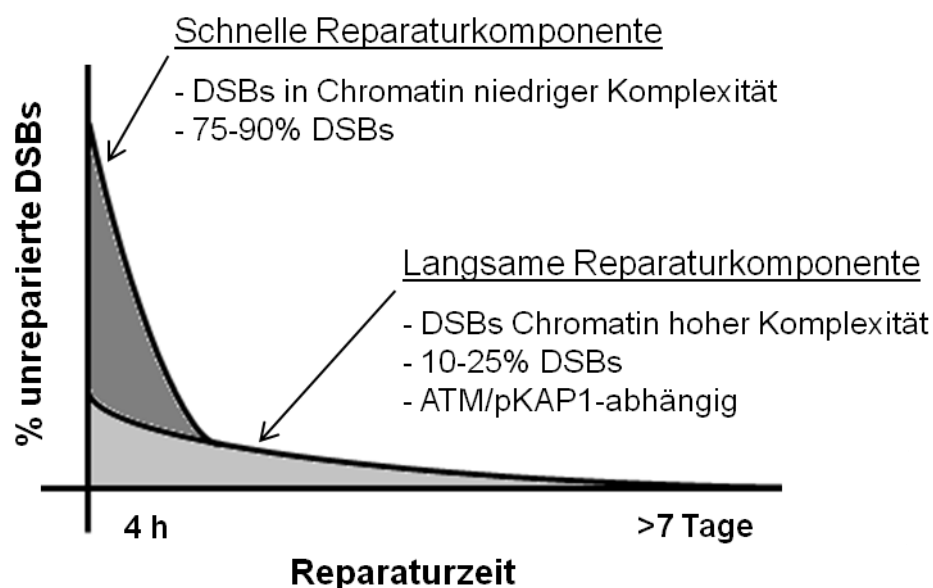 Schnelle Reparaturkomponente
- DSBs in Chromatin niedriger Komplexität
- 75-90% DSBs
% unreparierte DSBs
Langsame Reparaturkomponente
- DSBs Chromatin hoher Komplexität
- 10-25% DSBs
- ATM/pKAP1-abhängig
4 h
>7 Tage
Reparaturzeit